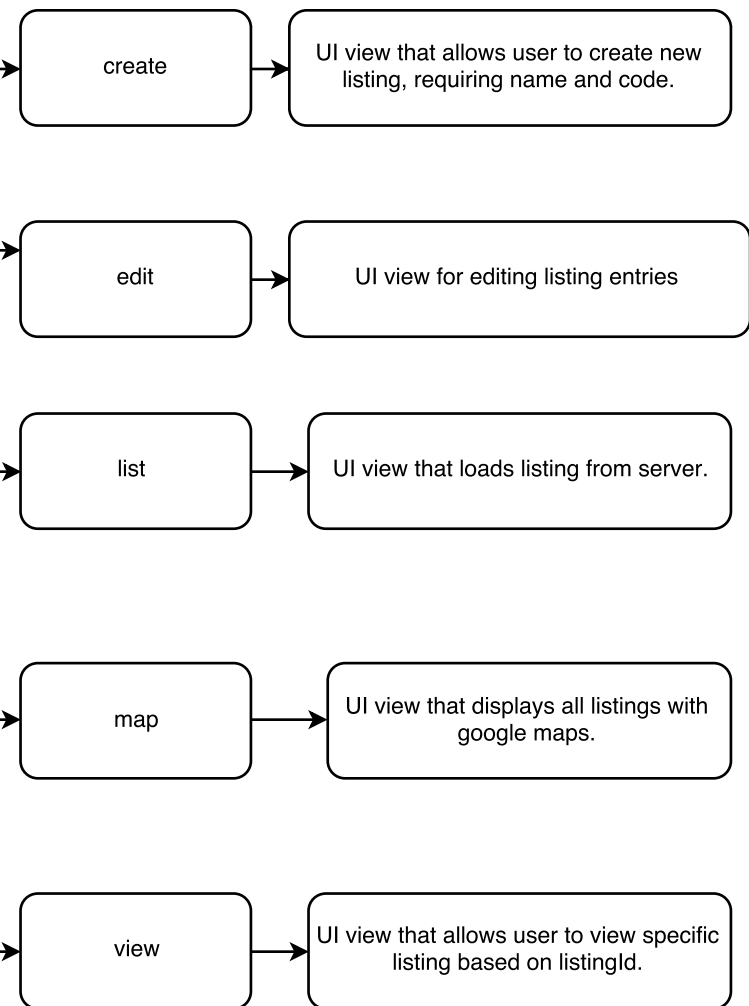 create
UI view that allows user to create new
listing, requiring name and code.
edit
UI view for editing listing entries
list
UI view that loads listing from server.
map
UI view that displays all listings with
google maps.
view
UI view that allows user to view specific
listing based on listingId.